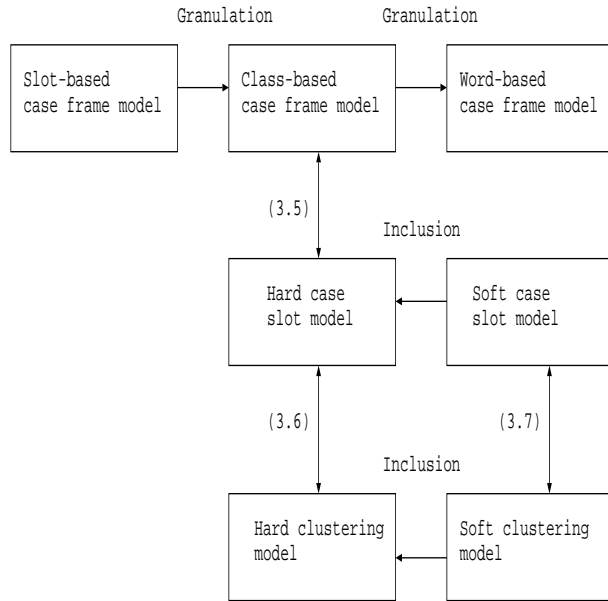 Granulation Granulation
Slot-based
case frame model
Class-based
case frame model
Word-based
case frame model
(3.5)
Inclusion
Hard case
slot model
Soft case
slot model
(3.6)
(3.7)
Inclusion
Hard clustering
model
Soft clustering
model